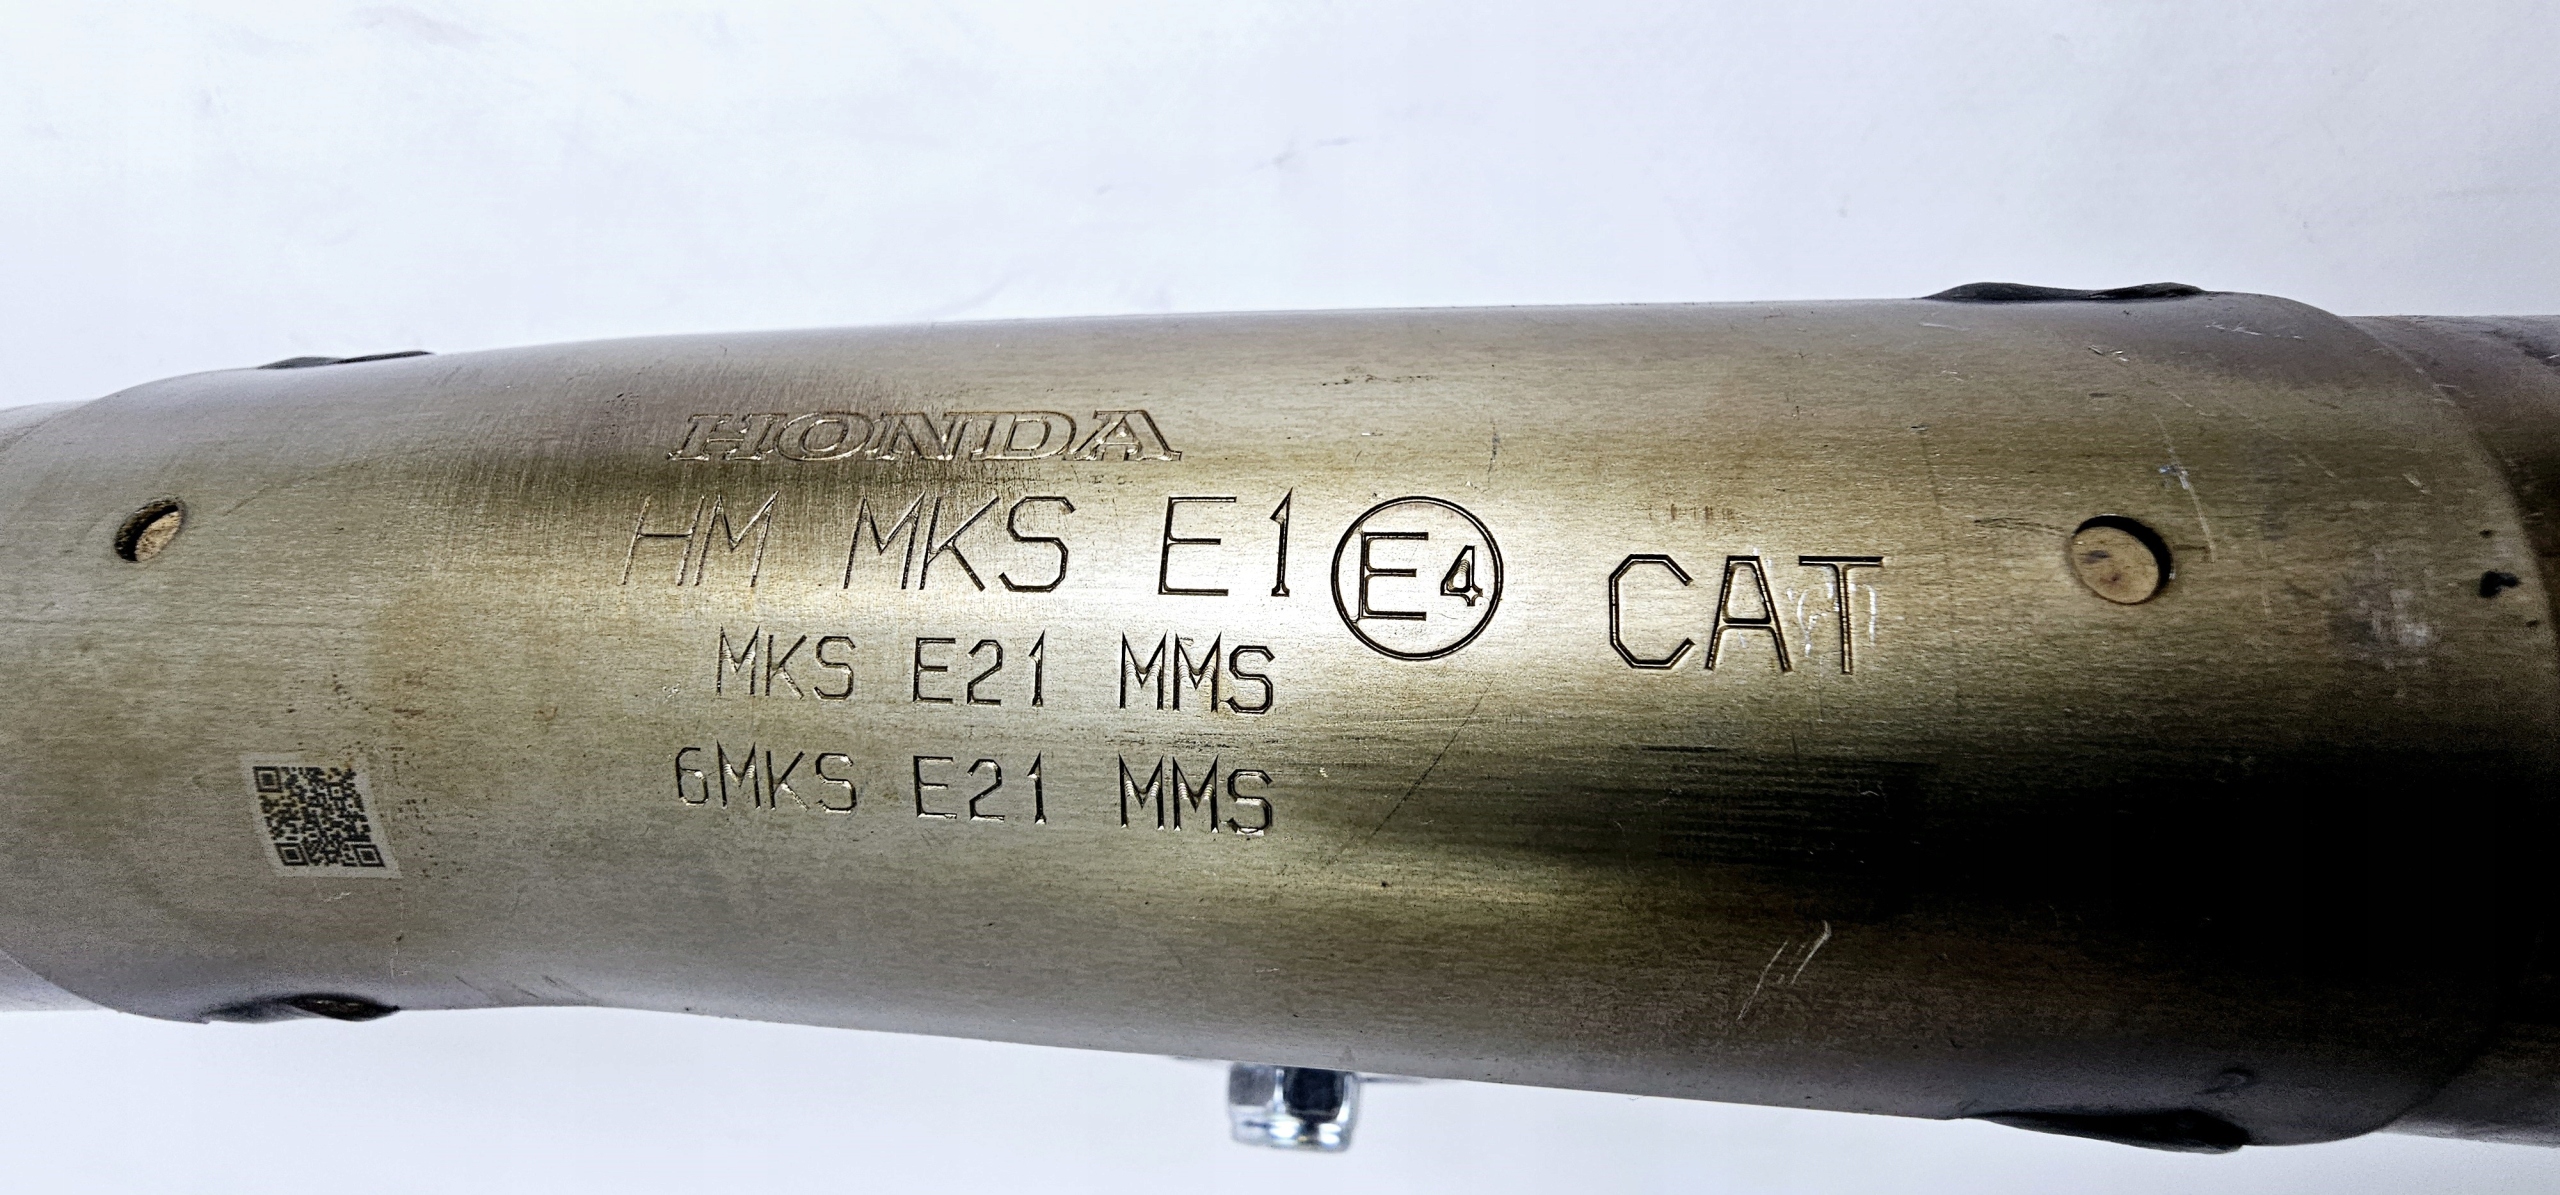 HONDA
HM MKS E1 E4 CAT
MKS E21 MMS
6MKS E21 MMS